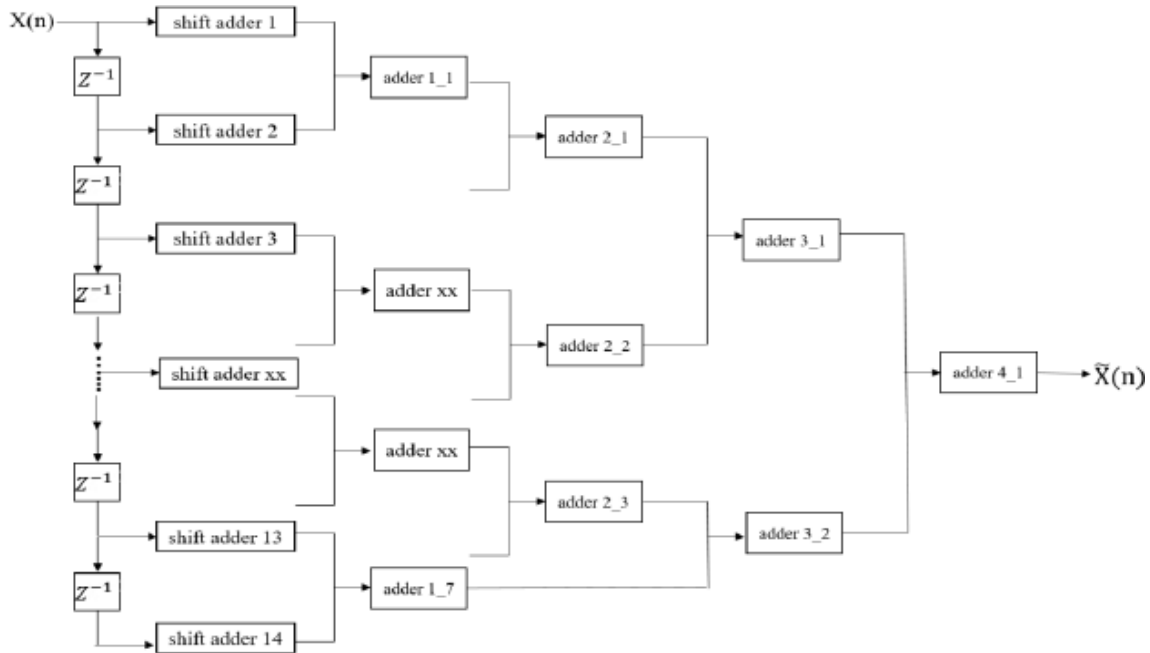 X(n)
shift adder 1
Z⁻¹
adder 1_1
shift adder 2
adder 2_1
Z⁻¹
shift adder 3
adder 3_1
Z⁻¹
adder xx
adder 2_2
shift adder xx
adder 4_1
X̃(n)
adder xx
Z⁻¹
adder 2_3
shift adder 13
adder 3_2
Z⁻¹
adder 1_7
shift adder 14